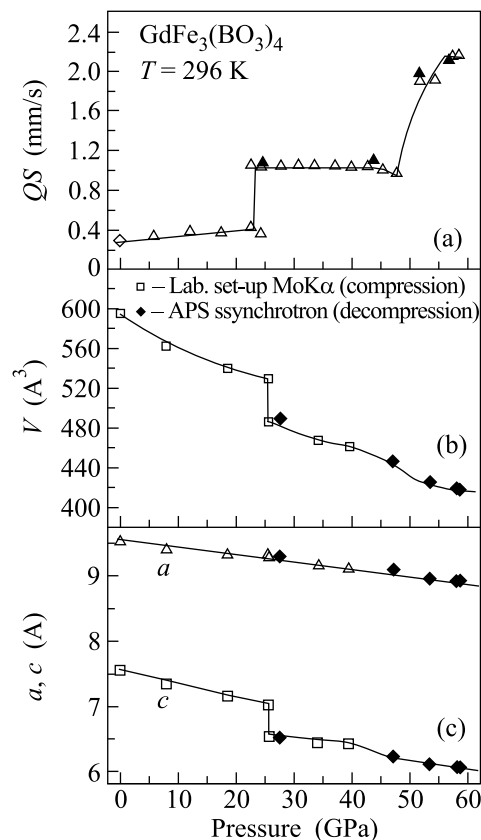 GdFe3(BO3)4
T = 296 K
QS (mm/s)
2.4
2.0
1.6
1.2
0.8
0.4
0
(a)
– Lab. set-up MoKα (compression)
– APS ssynchrotron (decompression)
V (A³)
600
560
520
480
440
400
(b)
a, c (A)
9
8
7
6
a
c
(c)
0 10 20 30 40 50 60
Pressure (GPa)